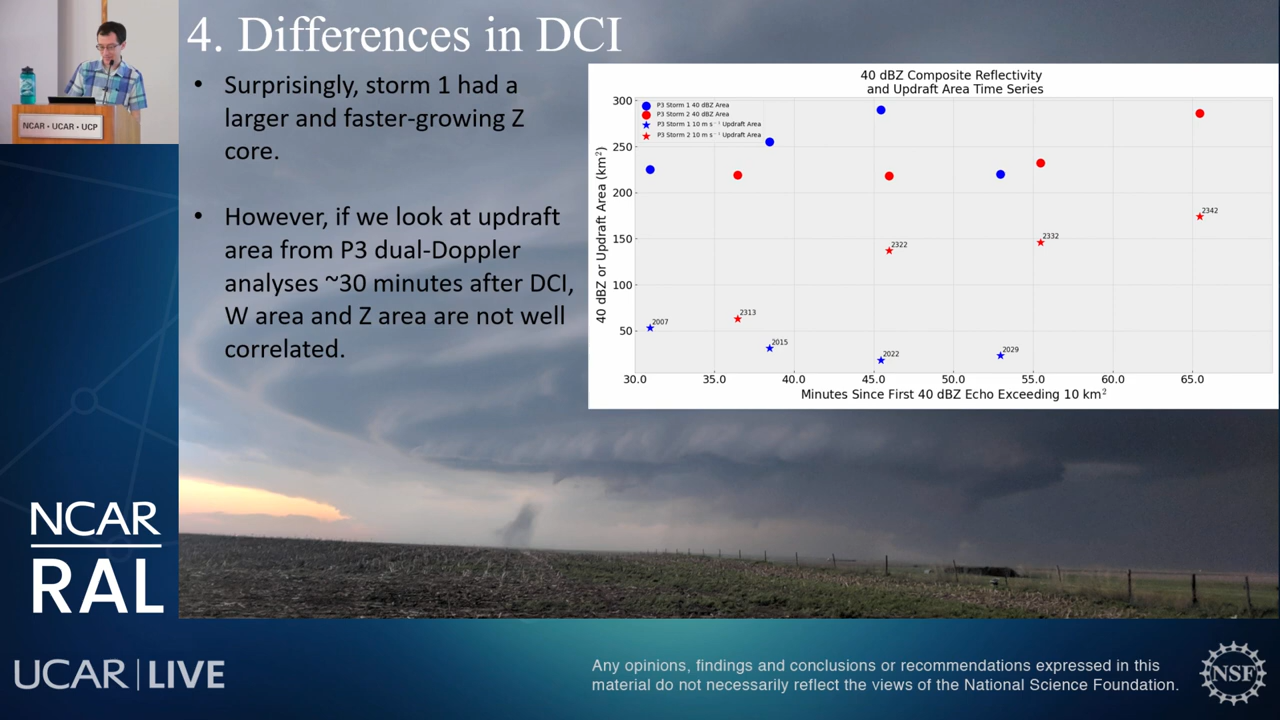 NCAR • UCAR • UCP
4. Differences in DCI
• Surprisingly, storm 1 had a
larger and faster-growing Z
core.
• However, if we look at updraft
area from P3 dual-Doppler
analyses ~30 minutes after DCI,
W area and Z area are not well
correlated.
40 dBZ Composite Reflectivity
and Updraft Area Time Series
P3 Storm 1 40 dBZ Area
P3 Storm 2 40 dBZ Area
P3 Storm 1 10 m s⁻¹ Updraft Area
P3 Storm 2 10 m s⁻¹ Updraft Area
40 dBZ or Updraft Area (km²)
300
250
200
150
100
50
2342
2332
2322
2313
2007
2015
2022
2029
30.0 35.0 40.0 45.0 50.0 55.0 60.0 65.0
Minutes Since First 40 dBZ Echo Exceeding 10 km²
NCAR
RAL
UCAR | LIVE
Any opinions, findings and conclusions or recommendations expressed in this
material do not necessarily reflect the views of the National Science Foundation.
NSF